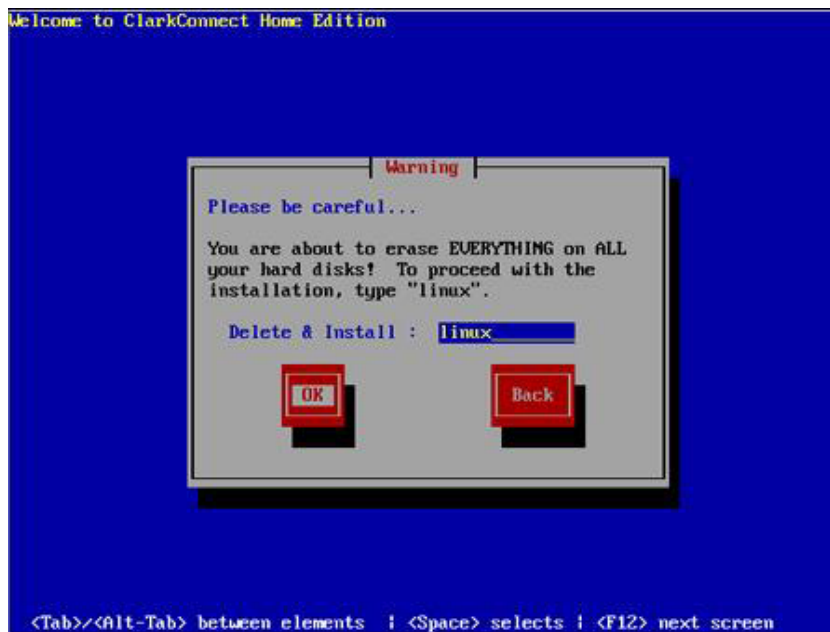 Welcome to ClarkConnect Home Edition
Warning
Please be careful...
You are about to erase EVERYTHING on ALL
your hard disks! To proceed with the
installation, type "linux".
Delete & Install : linux
OK Back
<Tab>/<Alt-Tab> between elements | <Space> selects | <F12> next screen